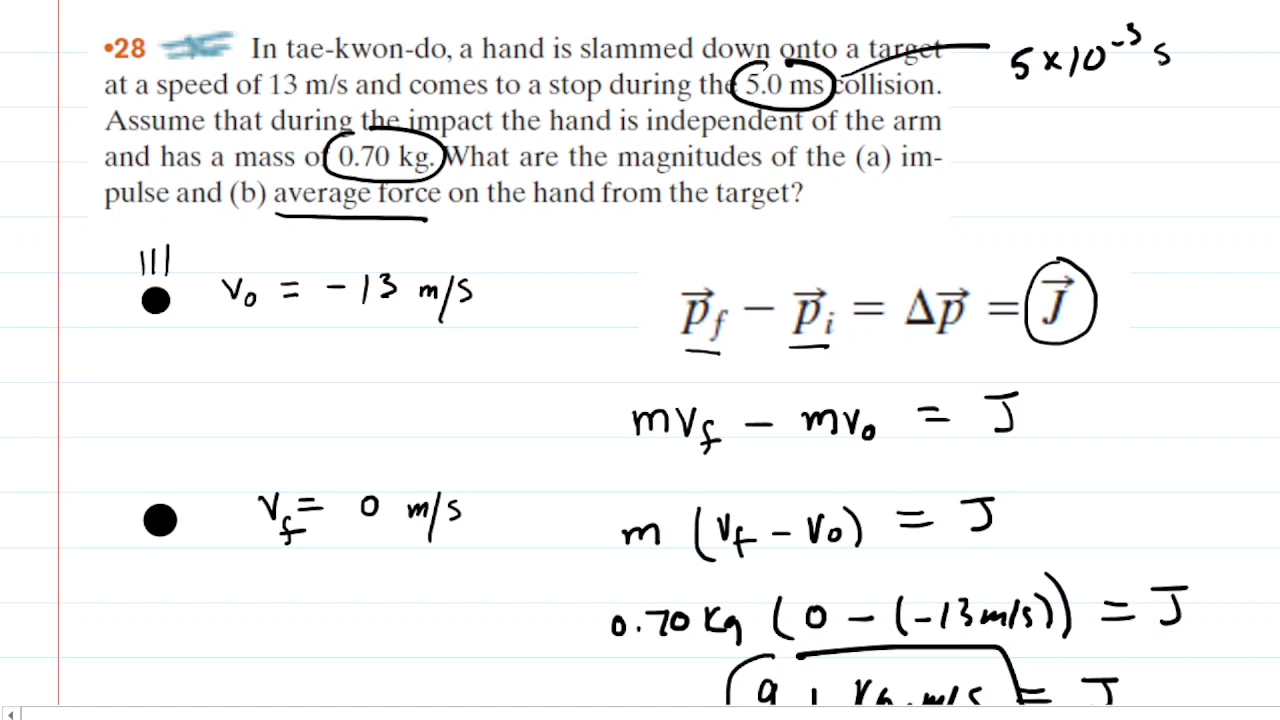 •28 In tae-kwon-do, a hand is slammed down onto a target
at a speed of 13 m/s and comes to a stop during the 5.0 ms collision.
Assume that during the impact the hand is independent of the arm
and has a mass of 0.70 kg. What are the magnitudes of the (a) im-
pulse and (b) average force on the hand from the target?
5 × 10⁻³ s
v₀ = -13 m/s
p⃗_f − p⃗_i = Δp⃗ = J⃗
mv_f − mv₀ = J
v_f = 0 m/s
m (v_f − v₀) = J
0.70 kg (0 − (-13 m/s)) = J
9.1 kg·m/s = J